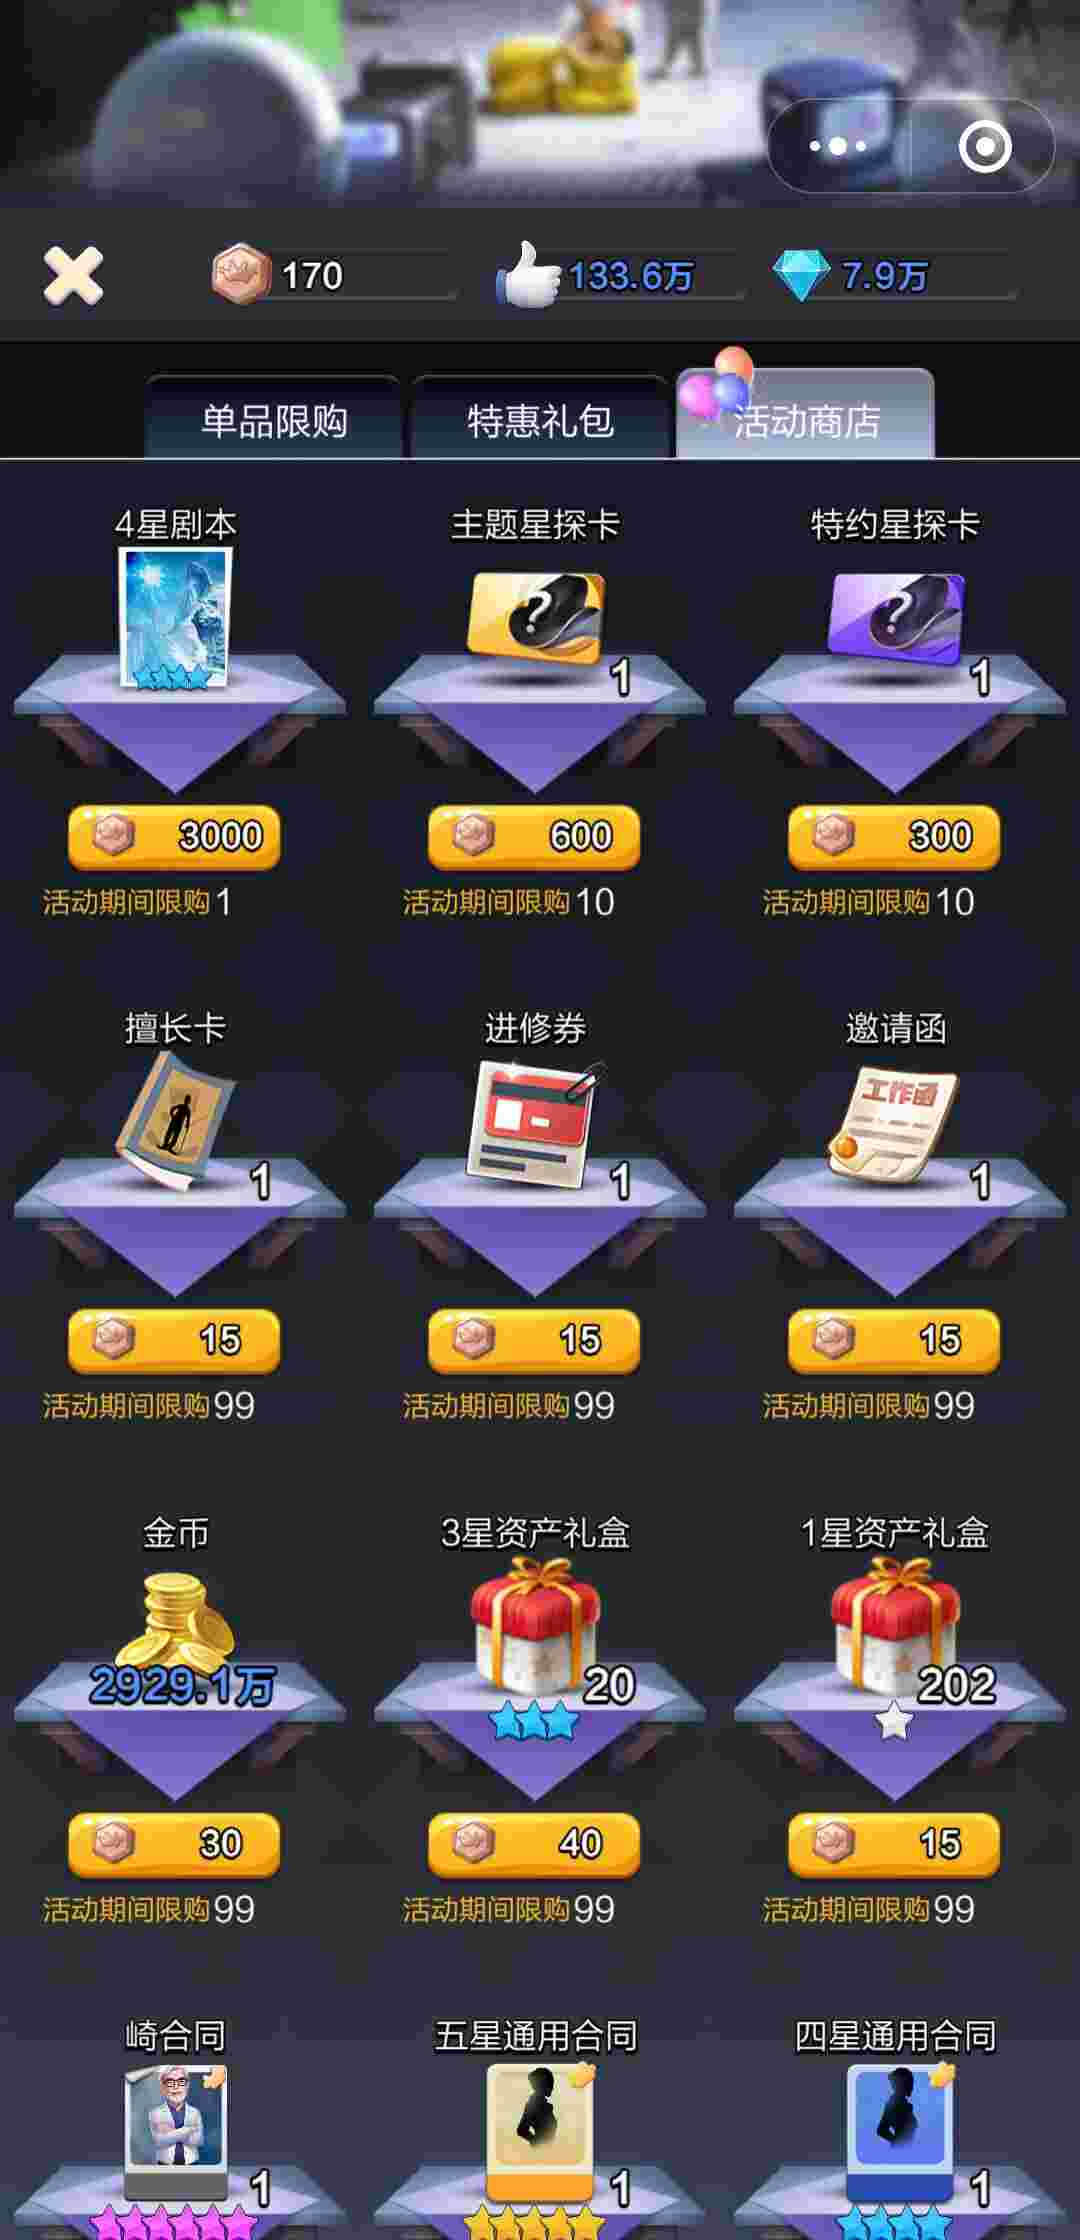 170 133.6万 7.9万
单品限购 特惠礼包 活动商店
4星剧本 主题星探卡 特约星探卡
1 1
3000 600 300
活动期间限购1 活动期间限购10 活动期间限购10
擅长卡 进修券 邀请函
工作函
1 1 1
15 15 15
活动期间限购99 活动期间限购99 活动期间限购99
金币 3星资产礼盒 1星资产礼盒
2929.1万 20 202
30 40 15
活动期间限购99 活动期间限购99 活动期间限购99
崎合同 五星通用合同 四星通用合同
1 1 1